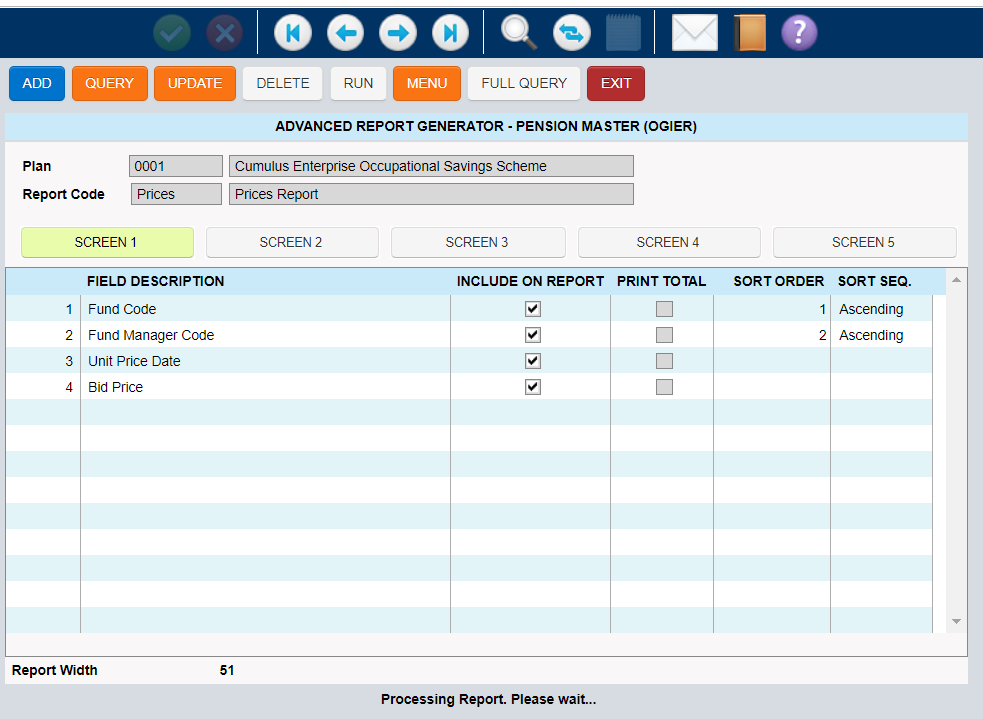 ?
ADD QUERY UPDATE DELETE RUN MENU FULL QUERY EXIT
ADVANCED REPORT GENERATOR - PENSION MASTER (OGIER)
Plan 0001 Cumulus Enterprise Occupational Savings Scheme
Report Code Prices Prices Report
SCREEN 1 SCREEN 2 SCREEN 3 SCREEN 4 SCREEN 5
FIELD DESCRIPTION INCLUDE ON REPORT PRINT TOTAL SORT ORDER SORT SEQ.
1 Fund Code 1 Ascending
2 Fund Manager Code 2 Ascending
3 Unit Price Date
4 Bid Price
Report Width 51
Processing Report. Please wait...